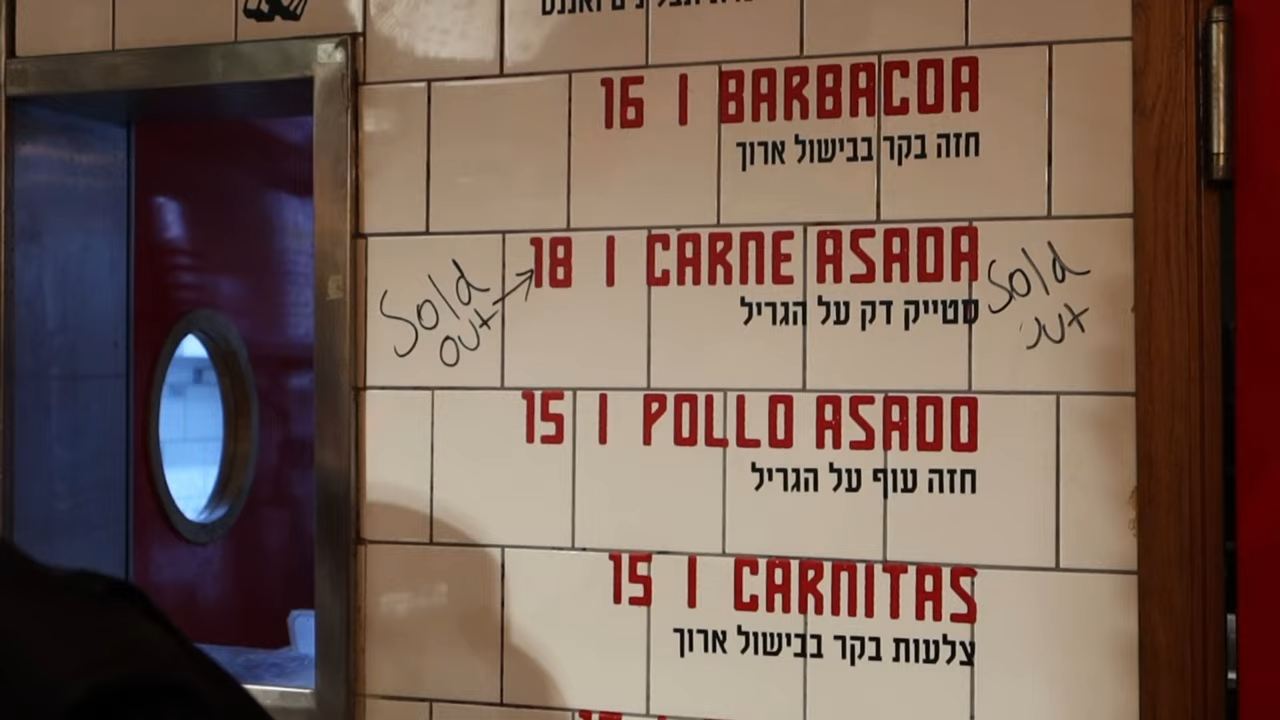 16 | BARBACOA
חזה בקר בבישול ארוך
Sold out → 18 | CARNE ASADA Sold out
סטייק דק על הגריל
15 | POLLO ASADO
חזה עוף על הגריל
15 | CARNITAS
צלעות בקר בבישול ארוך